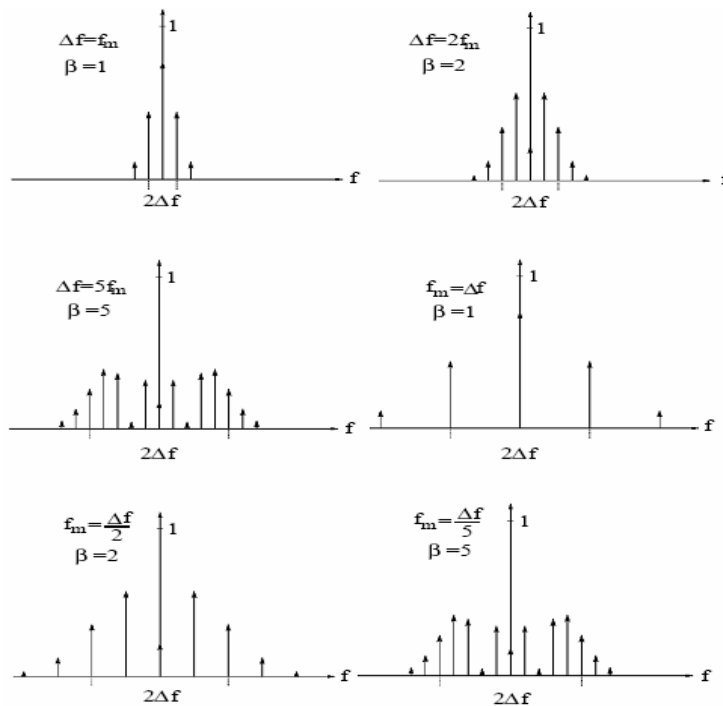 Δf=fm
β =1
1
f
2Δf
Δf=2fm
β =2
1
f
2Δf
Δf=5fm
β =5
1
f
2Δf
fm=Δf
β =1
1
f
2Δf
fm=Δf/2
β =2
1
f
2Δf
fm=Δf/5
β =5
1
f
2Δf